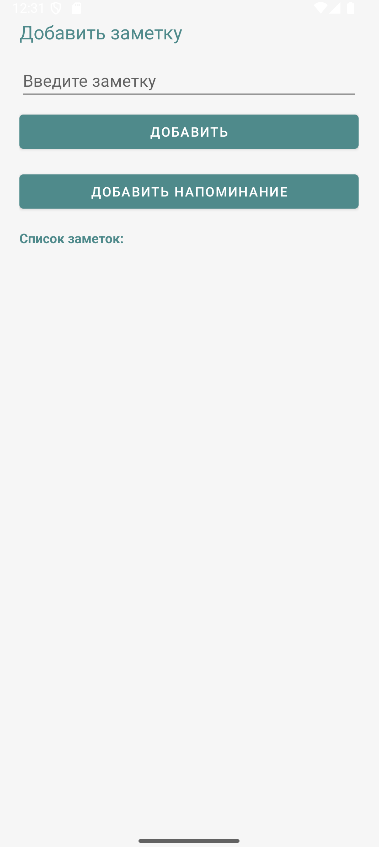 12:31
Добавить заметку
Введите заметку
ДОБАВИТЬ
ДОБАВИТЬ НАПОМИНАНИЕ
Список заметок: